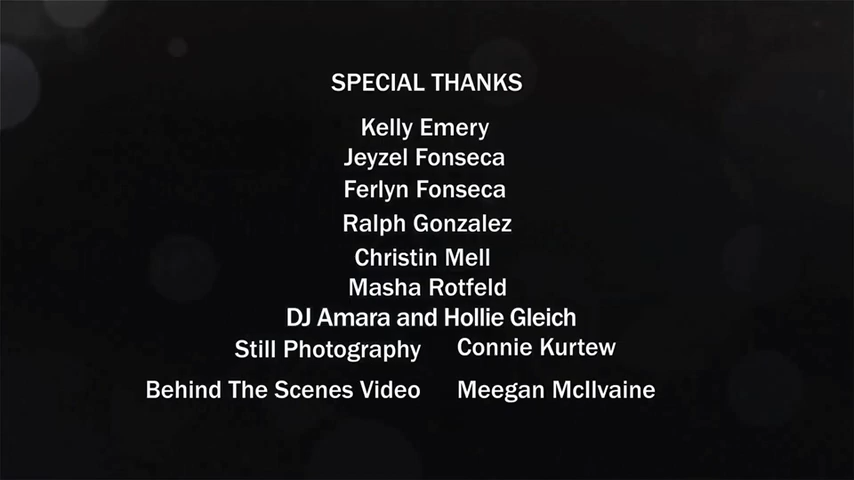 SPECIAL THANKS
Kelly Emery
Jeyzel Fonseca
Ferlyn Fonseca
Ralph Gonzalez
Christin Mell
Masha Rotfeld
DJ Amara and Hollie Gleich
Still Photography Connie Kurtew
Behind The Scenes Video Meegan McIlvaine